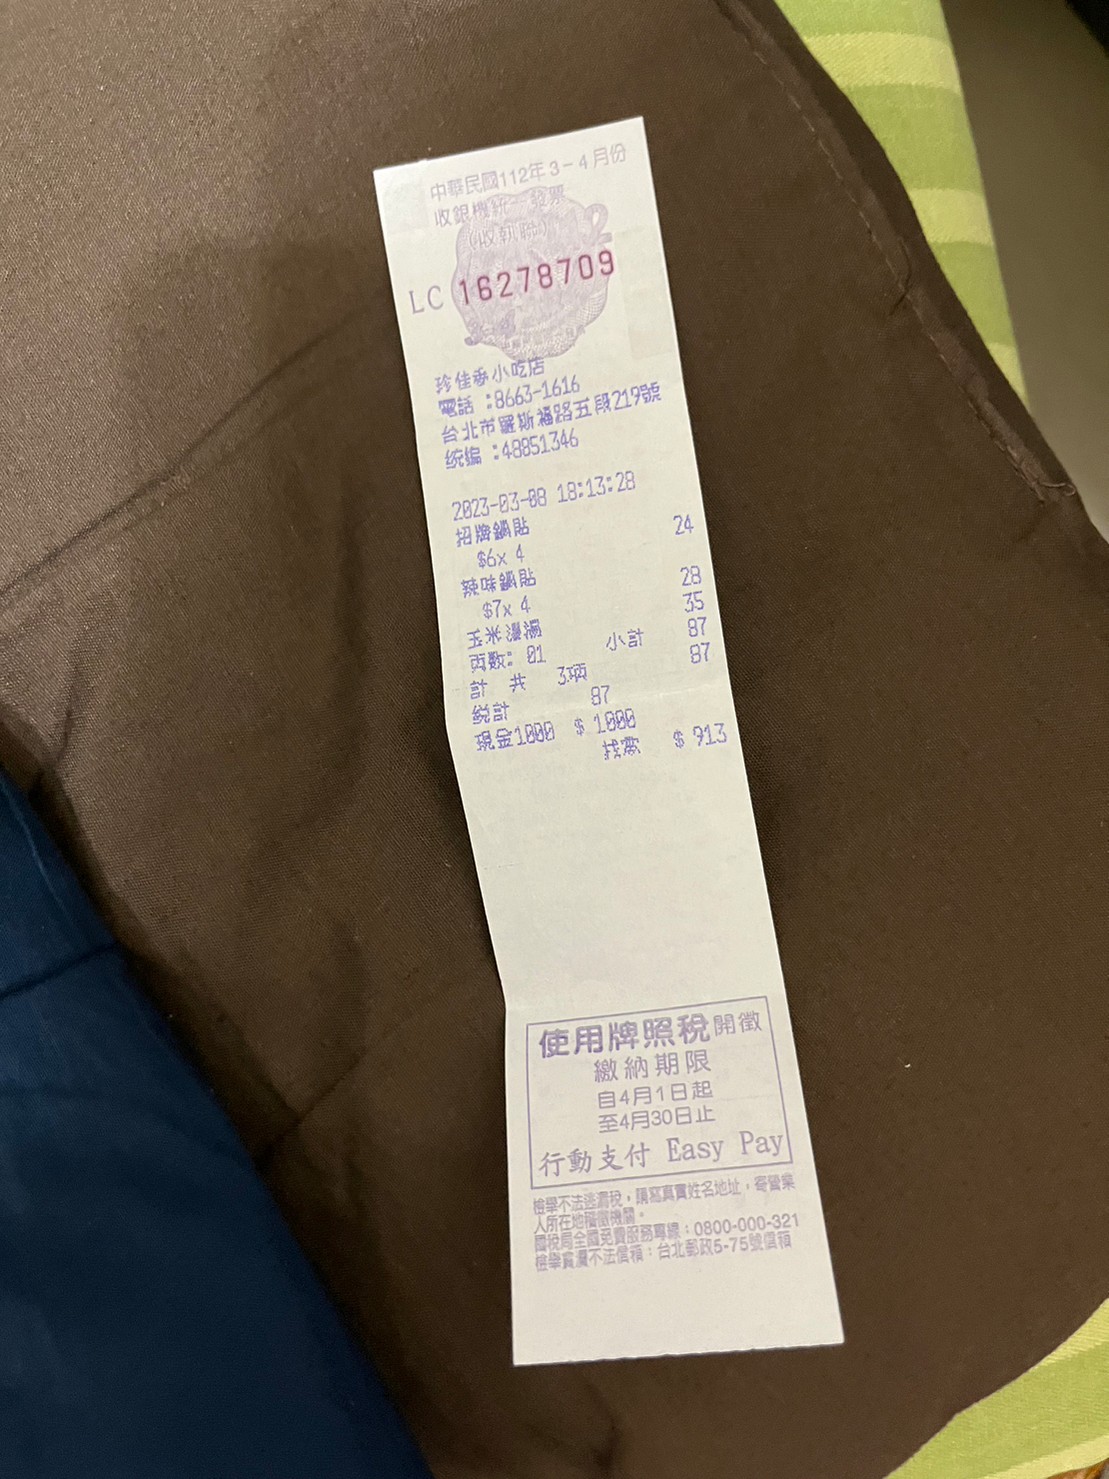 中華民國112年3-4月份
收銀機統一發票
(收執聯)
LC 16278709
珍佳香小吃店
電話 :8663-1616
台北市羅斯福路五段219號
統編 :48851346
2023-03-08 18:13:28
招牌鍋貼 24
$6x 4
辣味鍋貼 28
$7x 4 35
玉米濃湯 87
頁數: 01 小計 87
計 共 3項
總計 87
現金1000 $ 1000
找零 $ 913
使用牌照稅開徵
繳納期限
自4月1日起
至4月30日止
行動支付 Easy Pay
檢舉不法逃漏稅,請寫真實姓名地址,寄營業
人所在地稽徵機關。
國稅局全國免費服務專線:0800-000-321
檢舉貪瀆不法信箱:台北郵政5-75號信箱